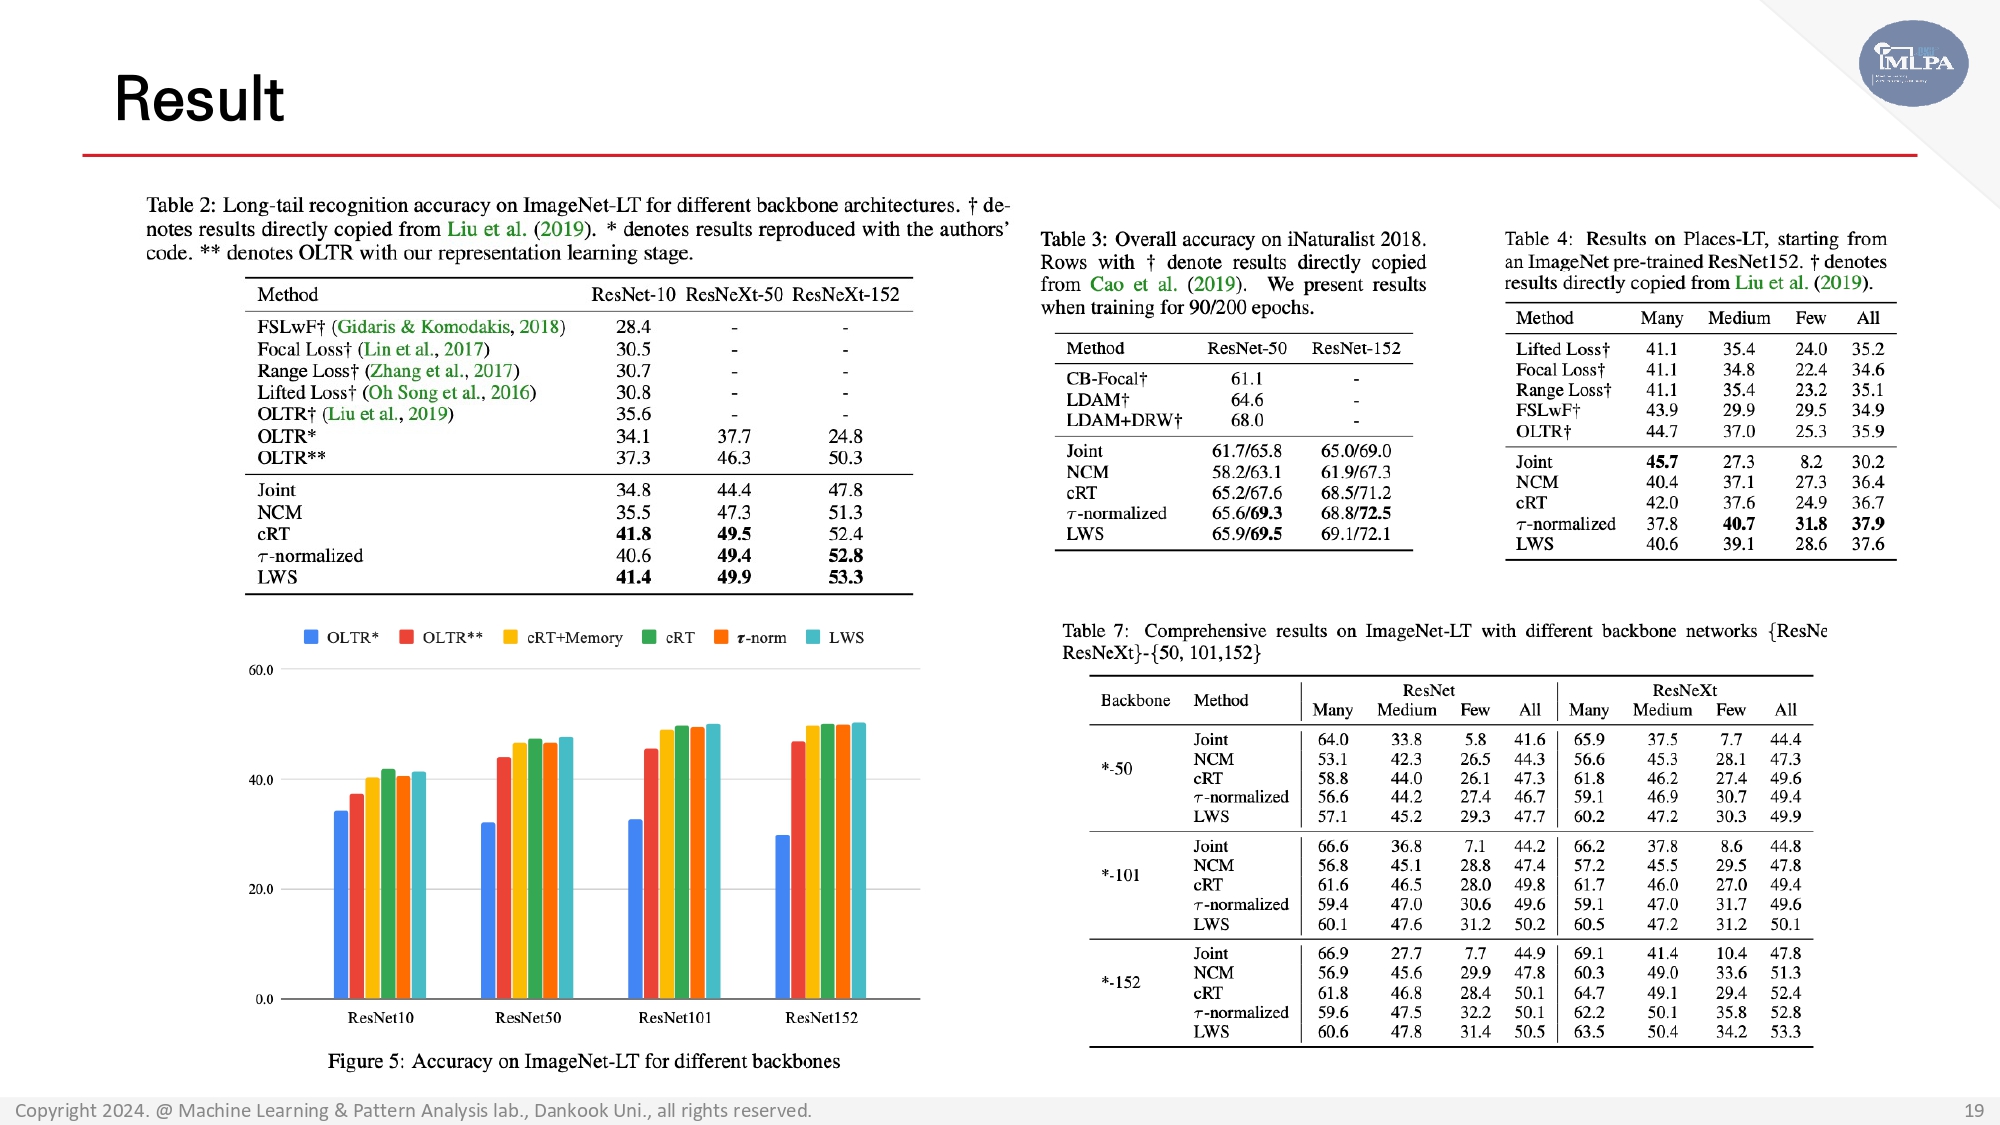 Result
MLPA
Table 2: Long-tail recognition accuracy on ImageNet-LT for different backbone architectures. † de-
notes results directly copied from Liu et al. (2019). * denotes results reproduced with the authors'
code. ** denotes OLTR with our representation learning stage.
Method ResNet-10 ResNeXt-50 ResNeXt-152
FSLwF† (Gidaris & Komodakis, 2018) 28.4 - -
Focal Loss† (Lin et al., 2017) 30.5 - -
Range Loss† (Zhang et al., 2017) 30.7 - -
Lifted Loss† (Oh Song et al., 2016) 30.8 - -
OLTR† (Liu et al., 2019) 35.6 - -
OLTR* 34.1 37.7 24.8
OLTR** 37.3 46.3 50.3
Joint 34.8 44.4 47.8
NCM 35.5 47.3 51.3
cRT 41.8 49.5 52.4
τ-normalized 40.6 49.4 52.8
LWS 41.4 49.9 53.3
Table 3: Overall accuracy on iNaturalist 2018.
Rows with † denote results directly copied
from Cao et al. (2019). We present results
when training for 90/200 epochs.
Method ResNet-50 ResNet-152
CB-Focal† 61.1 -
LDAM† 64.6 -
LDAM+DRW† 68.0 -
Joint 61.7/65.8 65.0/69.0
NCM 58.2/63.1 61.9/67.3
cRT 65.2/67.6 68.5/71.2
τ-normalized 65.6/69.3 68.8/72.5
LWS 65.9/69.5 69.1/72.1
Table 4: Results on Places-LT, starting from
an ImageNet pre-trained ResNet152. † denotes
results directly copied from Liu et al. (2019).
Method Many Medium Few All
Lifted Loss† 41.1 35.4 24.0 35.2
Focal Loss† 41.1 34.8 22.4 34.6
Range Loss† 41.1 35.4 23.2 35.1
FSLwF† 43.9 29.9 29.5 34.9
OLTR† 44.7 37.0 25.3 35.9
Joint 45.7 27.3 8.2 30.2
NCM 40.4 37.1 27.3 36.4
cRT 42.0 37.6 24.9 36.7
τ-normalized 37.8 40.7 31.8 37.9
LWS 40.6 39.1 28.6 37.6
OLTR* OLTR** cRT+Memory cRT τ-norm LWS
60.0
40.0
20.0
0.0
ResNet10 ResNet50 ResNet101 ResNet152
Figure 5: Accuracy on ImageNet-LT for different backbones
Table 7: Comprehensive results on ImageNet-LT with different backbone networks {ResNe
ResNeXt}-{50, 101,152}
Backbone Method ResNet ResNeXt
Many Medium Few All Many Medium Few All
*-50
Joint 64.0 33.8 5.8 41.6 65.9 37.5 7.7 44.4
NCM 53.1 42.3 26.5 44.3 56.6 45.3 28.1 47.3
cRT 58.8 44.0 26.1 47.3 61.8 46.2 27.4 49.6
τ-normalized 56.6 44.2 27.4 46.7 59.1 46.9 30.7 49.4
LWS 57.1 45.2 29.3 47.7 60.2 47.2 30.3 49.9
*-101
Joint 66.6 36.8 7.1 44.2 66.2 37.8 8.6 44.8
NCM 56.8 45.1 28.8 47.4 57.2 45.5 29.5 47.8
cRT 61.6 46.5 28.0 49.8 61.7 46.0 27.0 49.4
τ-normalized 59.4 47.0 30.6 49.6 59.1 47.0 31.7 49.6
LWS 60.1 47.6 31.2 50.2 60.5 47.2 31.2 50.1
*-152
Joint 66.9 27.7 7.7 44.9 69.1 41.4 10.4 47.8
NCM 56.9 45.6 29.9 47.8 60.3 49.0 33.6 51.3
cRT 61.8 46.8 28.4 50.1 64.7 49.1 29.4 52.4
τ-normalized 59.6 47.5 32.2 50.1 62.2 50.1 35.8 52.8
LWS 60.6 47.8 31.4 50.5 63.5 50.4 34.2 53.3
Copyright 2024. @ Machine Learning & Pattern Analysis lab., Dankook Uni., all rights reserved.
19